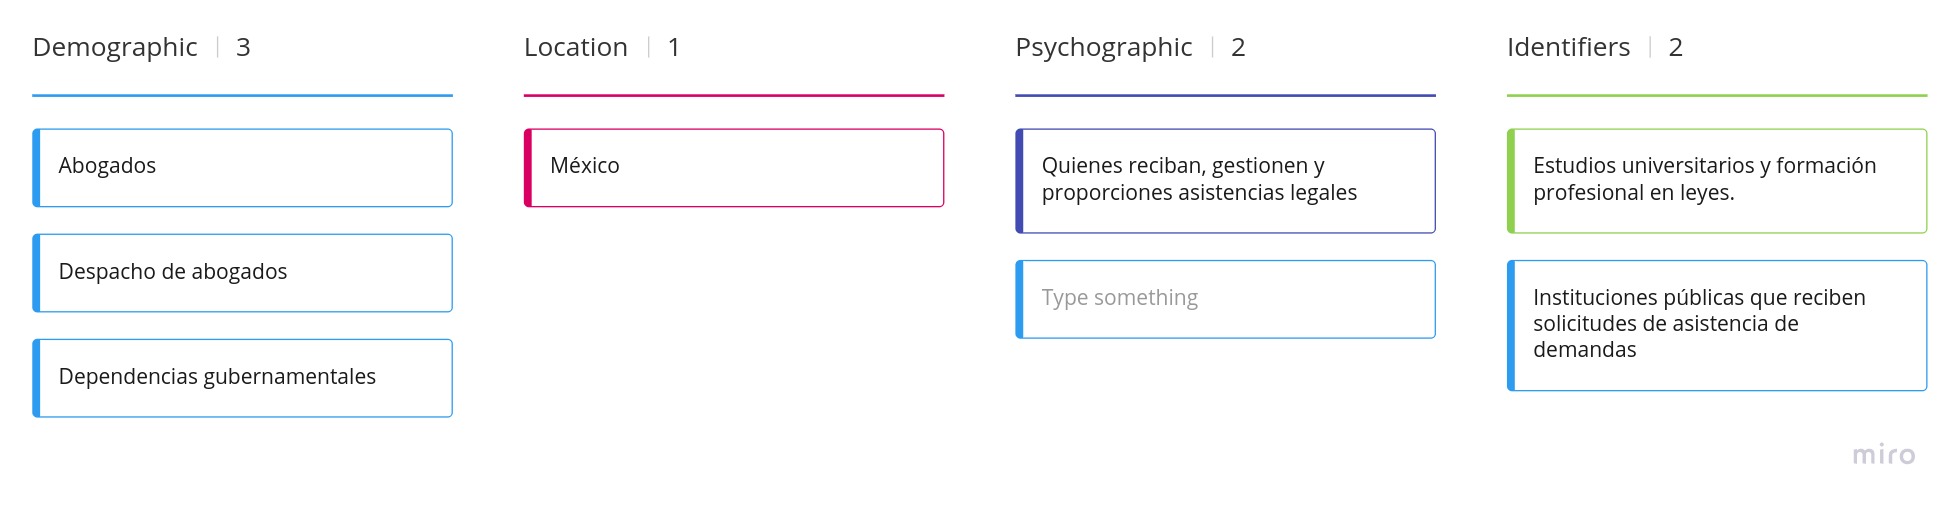 Demographic | 3
Abogados
Despacho de abogados
Dependencias gubernamentales
Location | 1
México
Psychographic | 2
Quienes reciban, gestionen y
proporciones asistencias legales
Type something
Identifiers | 2
Estudios universitarios y formación
profesional en leyes.
Instituciones públicas que reciben
solicitudes de asistencia de
demandas
miro